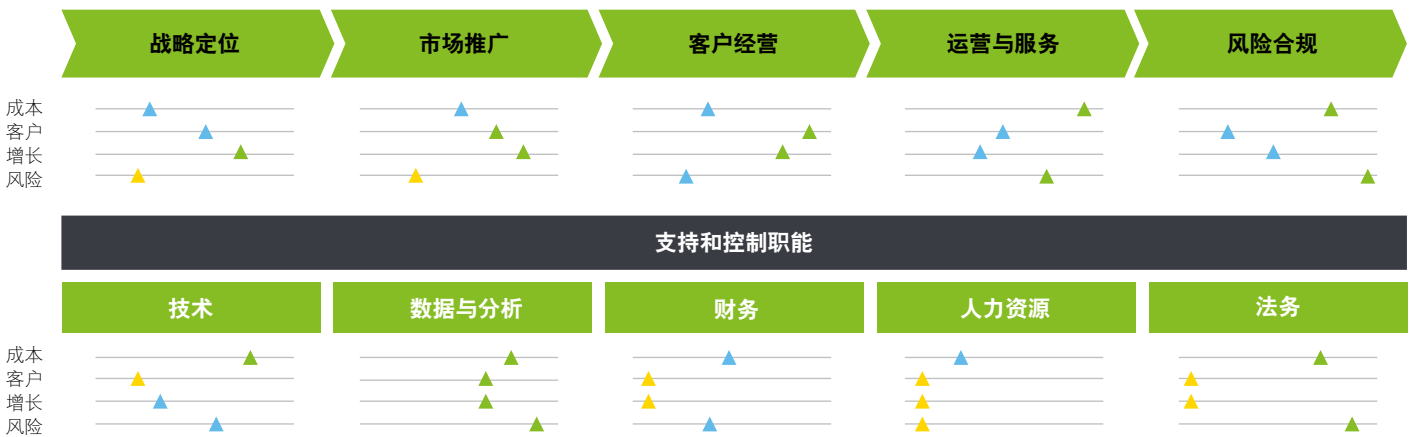 战略定位
市场推广
客户经营
运营与服务
风险合规
成本
客户
增长
风险
支持和控制职能
技术
数据与分析
财务
人力资源
法务
成本
客户
增长
风险